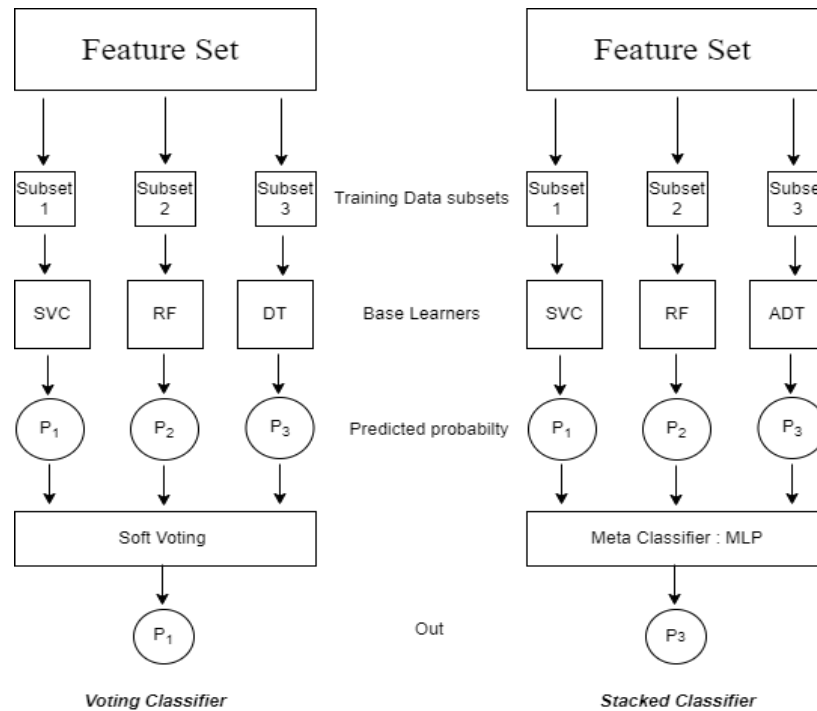 Feature Set
Feature Set
Subset
1
Subset
2
Subset
3
Training Data subsets
Subset
1
Subset
2
Subset
3
SVC
RF
DT
Base Learners
SVC
RF
ADT
P1
P2
P3
Predicted probabilty
P1
P2
P3
Soft Voting
Meta Classifier : MLP
P1
Out
P3
Voting Classifier
Stacked Classifier